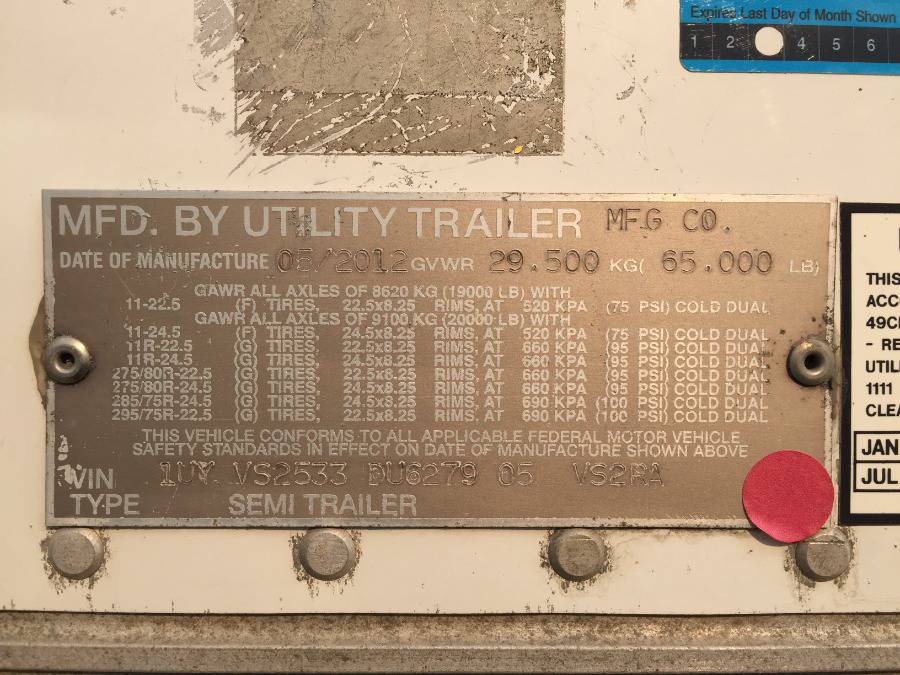 Expires Last Day of Month Shown
1 2 4 5 6
MFD. BY UTILITY TRAILER MFG CO.
DATE OF MANUFACTURE 05/2012 GVWR 29.500 KG( 65.000 LB)
GAWR ALL AXLES OF 8620 KG (19000 LB) WITH
11-22.5 (F) TIRES, 22.5x8.25 RIMS, AT 520 KPA (75 PSI) COLD DUAL
GAWR ALL AXLES OF 9100 KG (20000 LB) WITH
11-24.5 (F) TIRES, 24.5x8.25 RIMS, AT 520 KPA (75 PSI) COLD DUAL
11R-22.5 (G) TIRES, 22.5x8.25 RIMS, AT 660 KPA (95 PSI) COLD DUAL
11R-24.5 (G) TIRES, 24.5x8.25 RIMS, AT 660 KPA (95 PSI) COLD DUAL
275/80R-22.5 (G) TIRES, 22.5x8.25 RIMS, AT 660 KPA (95 PSI) COLD DUAL
275/80R-24.5 (G) TIRES, 24.5x8.25 RIMS, AT 660 KPA (95 PSI) COLD DUAL
285/75R-24.5 (G) TIRES, 24.5x8.25 RIMS, AT 690 KPA (100 PSI) COLD DUAL
295/75R-22.5 (G) TIRES, 22.5x8.25 RIMS, AT 690 KPA (100 PSI) COLD DUAL
THIS VEHICLE CONFORMS TO ALL APPLICABLE FEDERAL MOTOR VEHICLE
SAFETY STANDARDS IN EFFECT ON DATE OF MANUFACTURE SHOWN ABOVE
VIN 1UY VS2533 DU6279 05 VS2RA
TYPE SEMI TRAILER
THIS
ACC
49C
- RE
UTIL
1111
CLEA
JAN
JUL